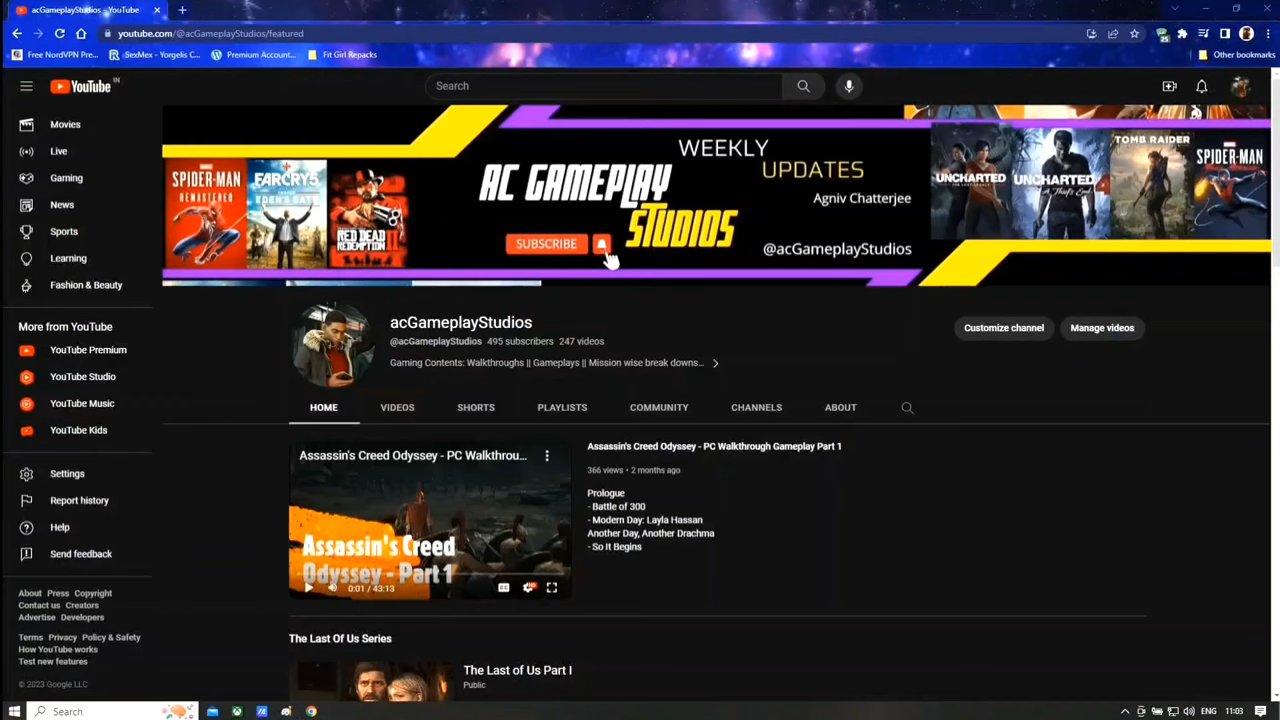 acGameplayStudios - YouTube
youtube.com/@acGameplayStudios/featured
Free NordVPN Pre...
SexMex - Yorgelis C...
Premium Account...
Fit Girl Repacks
Other bookmarks
YouTube IN
Search
Movies
Live
Gaming
News
Sports
Learning
Fashion & Beauty
More from YouTube
YouTube Premium
YouTube Studio
YouTube Music
YouTube Kids
Settings
Report history
Help
Send feedback
About Press Copyright
Contact us Creators
Advertise Developers
Terms Privacy Policy & Safety
How YouTube works
Test new features
© 2023 Google LLC
SPIDER-MAN
REMASTERED
FARCRY5
RED DEAD
REDEMPTION II
AC GAMEPLAY
STUDIOS
SUBSCRIBE
WEEKLY
UPDATES
Agniv Chatterjee
@acGameplayStudios
UNCHARTED
UNCHARTED
A Thief's End
TOMB RAIDER
SPIDER-MAN
acGameplayStudios
@acGameplayStudios 495 subscribers 247 videos
Gaming Contents: Walkthroughs || Gameplays || Mission wise break downs...
Customize channel
Manage videos
HOME
VIDEOS
SHORTS
PLAYLISTS
COMMUNITY
CHANNELS
ABOUT
Assassin's Creed Odyssey - PC Walkthrou...
Assassin's Creed
Odyssey - Part 1
0:01 / 43:13
CC
HD
Assassin's Creed Odyssey - PC Walkthrough Gameplay Part 1
366 views • 2 months ago
Prologue
- Battle of 300
- Modern Day: Layla Hassan
Another Day, Another Drachma
- So It Begins
The Last Of Us Series
The Last of Us Part I
Public
Search
ENG
11:03